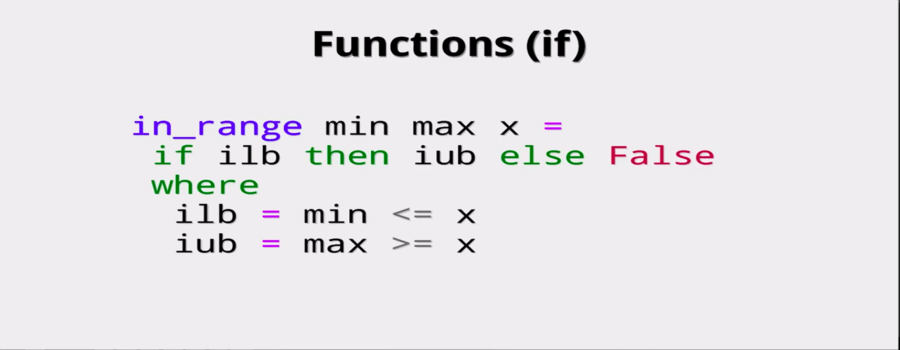 Functions (if)
in_range min max x =
if ilb then iub else False
where
ilb = min <= x
iub = max >= x